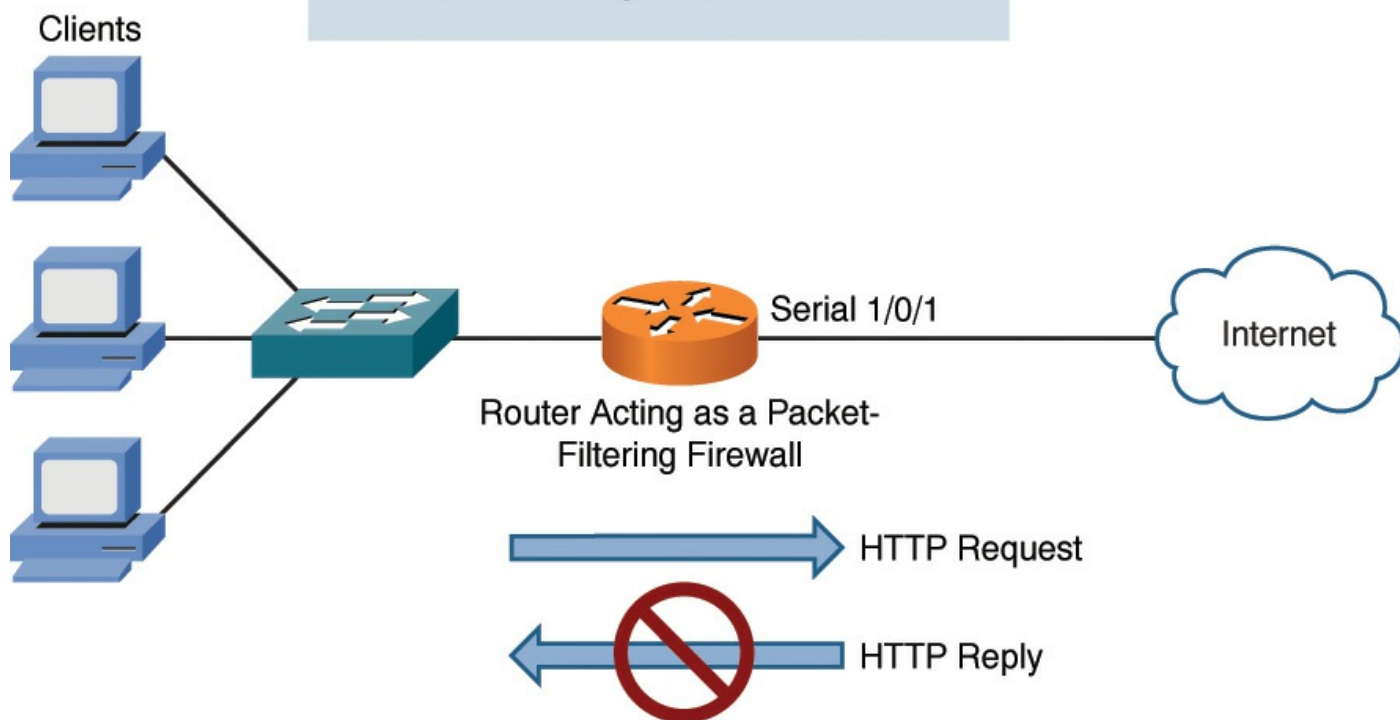 Clients
Serial 1/0/1
Internet
Router Acting as a Packet-
Filtering Firewall
HTTP Request
HTTP Reply